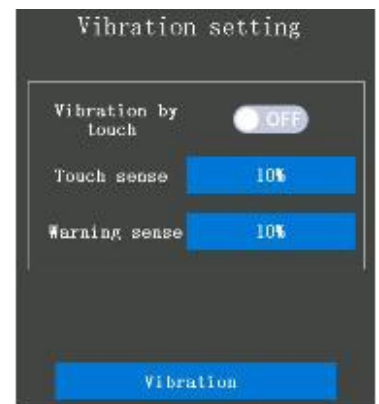 Vibration setting
Vibration by
touch
OFF
Touch sense
10%
Warning sense
10%
Vibration